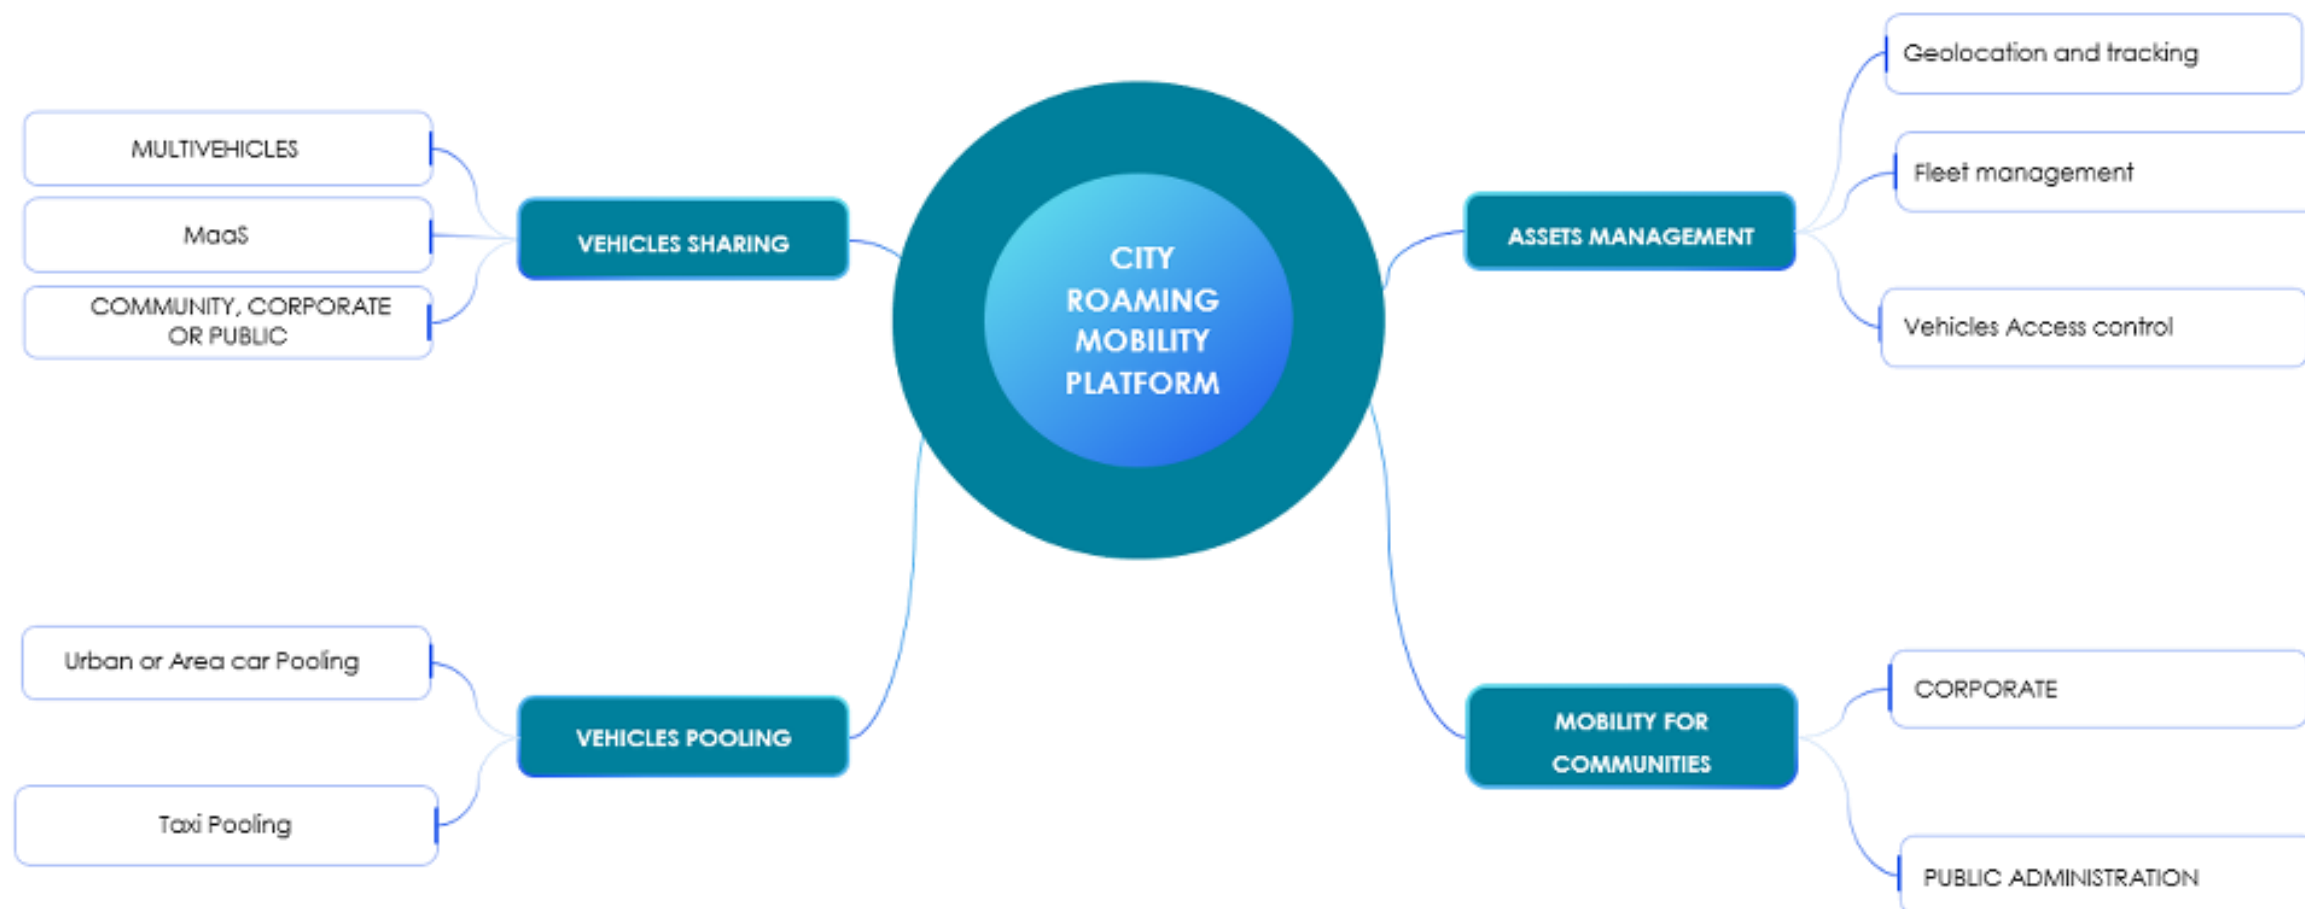 MULTIVEHICLES
MaaS
COMMUNITY, CORPORATE
OR PUBLIC
VEHICLES SHARING
Urban or Area car Pooling
Taxi Pooling
VEHICLES POOLING
CITY
ROAMING
MOBILITY
PLATFORM
ASSETS MANAGEMENT
Geolocation and tracking
Fleet management
Vehicles Access control
MOBILITY FOR
COMMUNITIES
CORPORATE
PUBLIC ADMINISTRATION